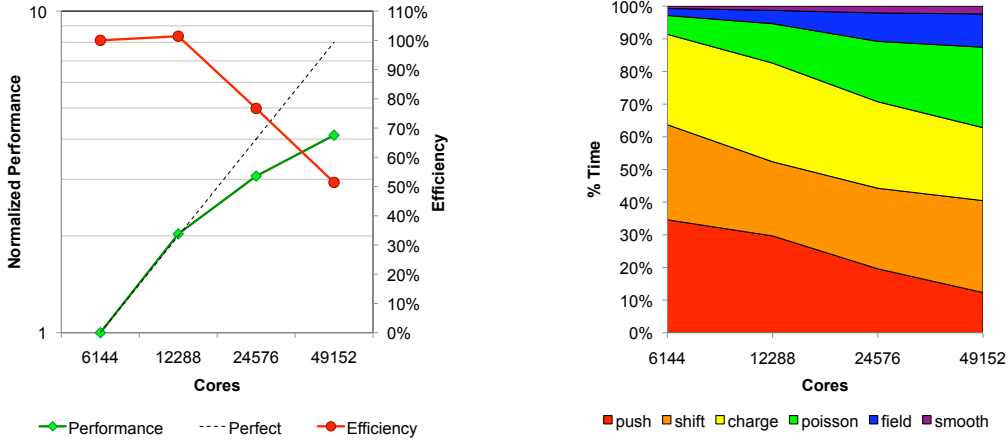 10
1
Normalized Performance
110%
100%
90%
80%
70%
60%
50%
40%
30%
20%
10%
0%
Efficiency
6144 12288 24576 49152
Cores
Performance Perfect Efficiency
100%
90%
80%
70%
60%
50%
40%
30%
20%
10%
0%
% Time
6144 12288 24576 49152
Cores
push shift charge poisson field smooth